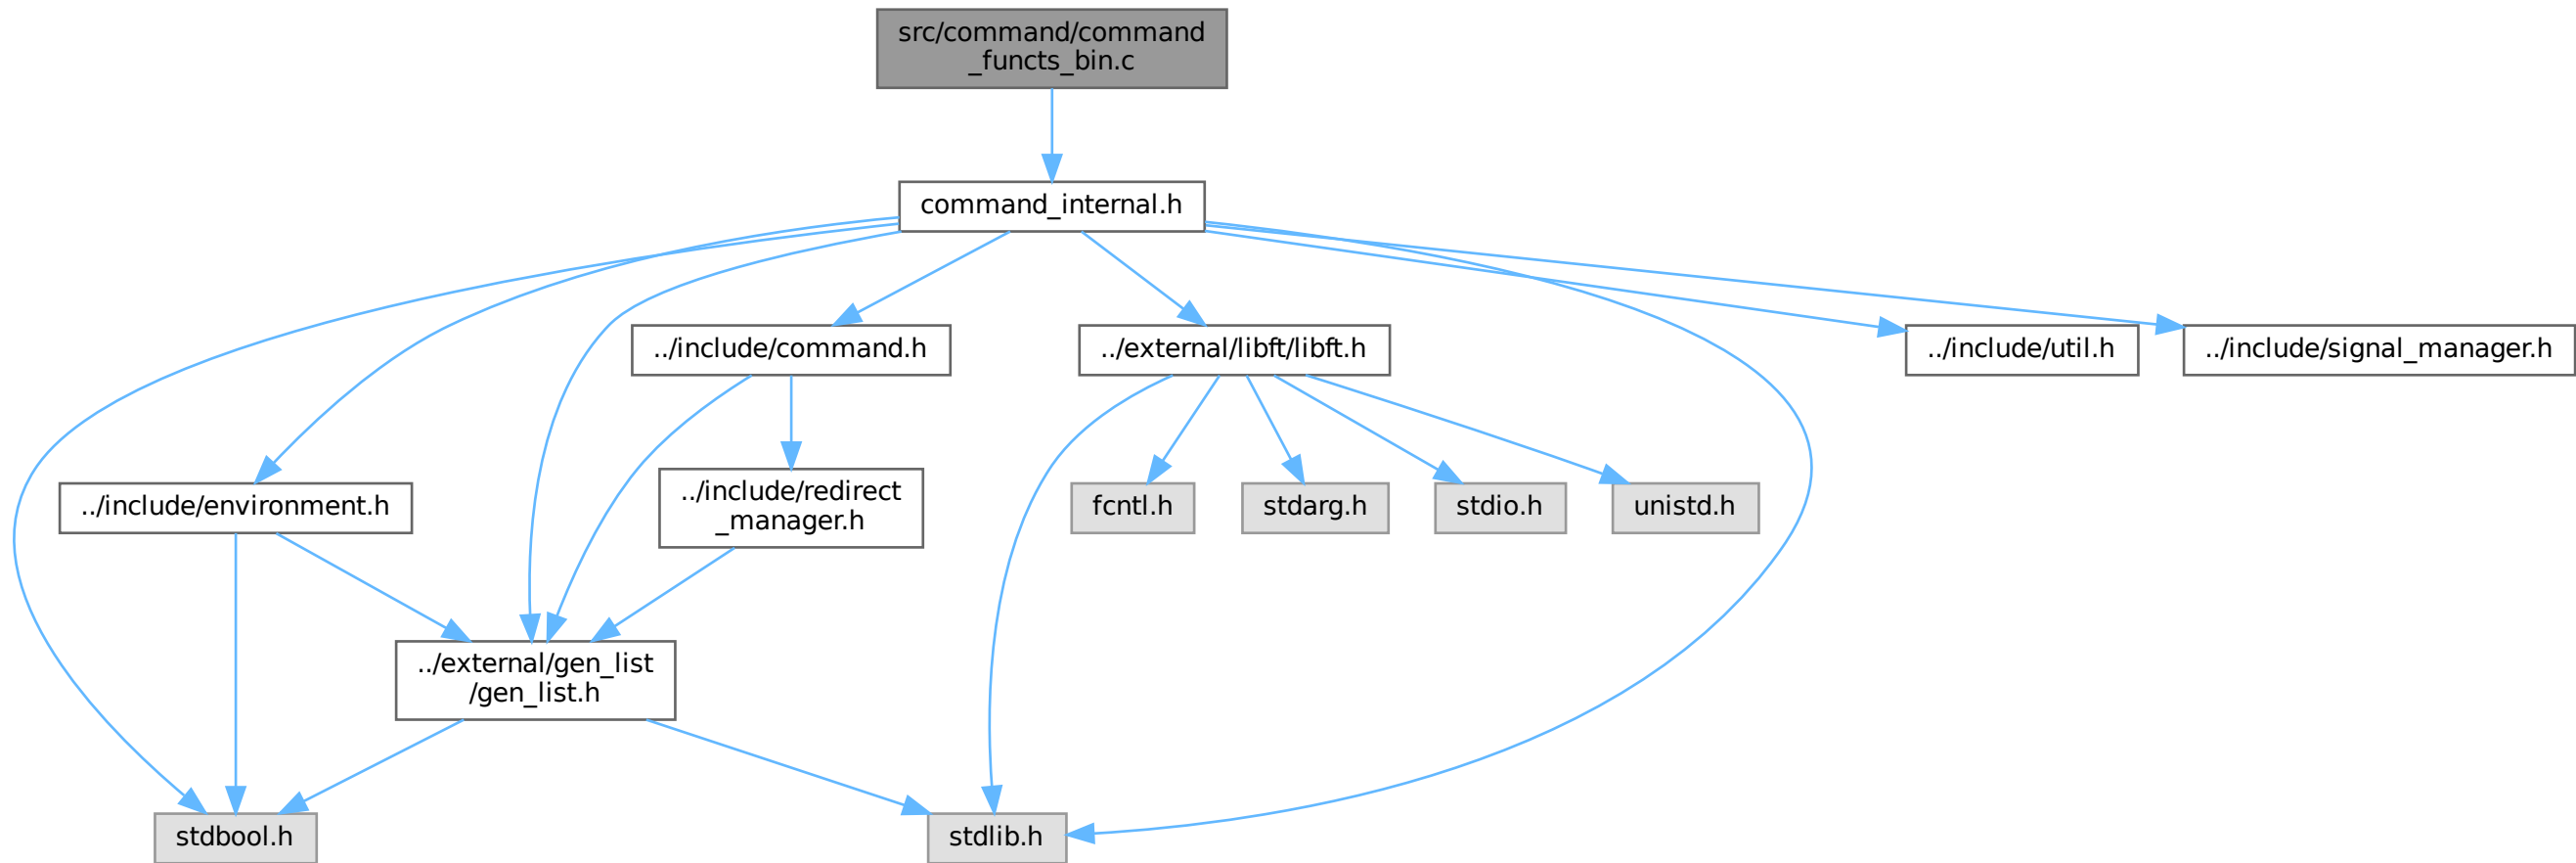 src/command/command
_functs_bin.c
command_internal.h
../include/command.h
../external/libft/libft.h
../include/util.h
../include/signal_manager.h
../include/environment.h
../include/redirect
_manager.h
fcntl.h
stdarg.h
stdio.h
unistd.h
../external/gen_list
/gen_list.h
stdbool.h
stdlib.h